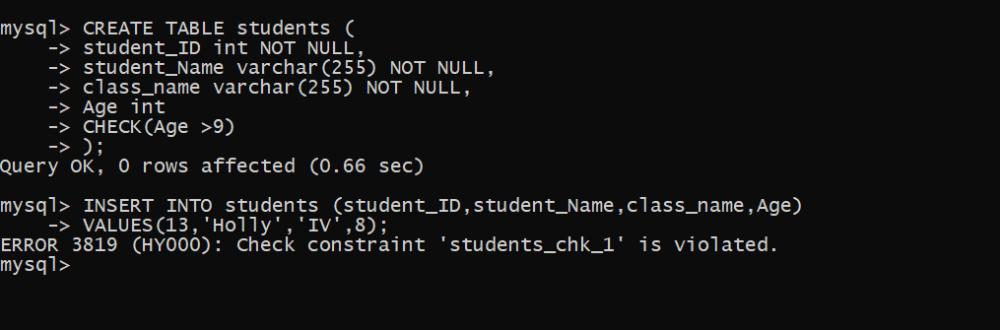 mysql> CREATE TABLE students (
    -> student_ID int NOT NULL,
    -> student_Name varchar(255) NOT NULL,
    -> class_name varchar(255) NOT NULL,
    -> Age int
    -> CHECK(Age >9)
    -> );
Query OK, 0 rows affected (0.66 sec)

mysql> INSERT INTO students (student_ID,student_Name,class_name,Age)
    -> VALUES(13,'Holly','IV',8);
ERROR 3819 (HY000): Check constraint 'students_chk_1' is violated.
mysql>